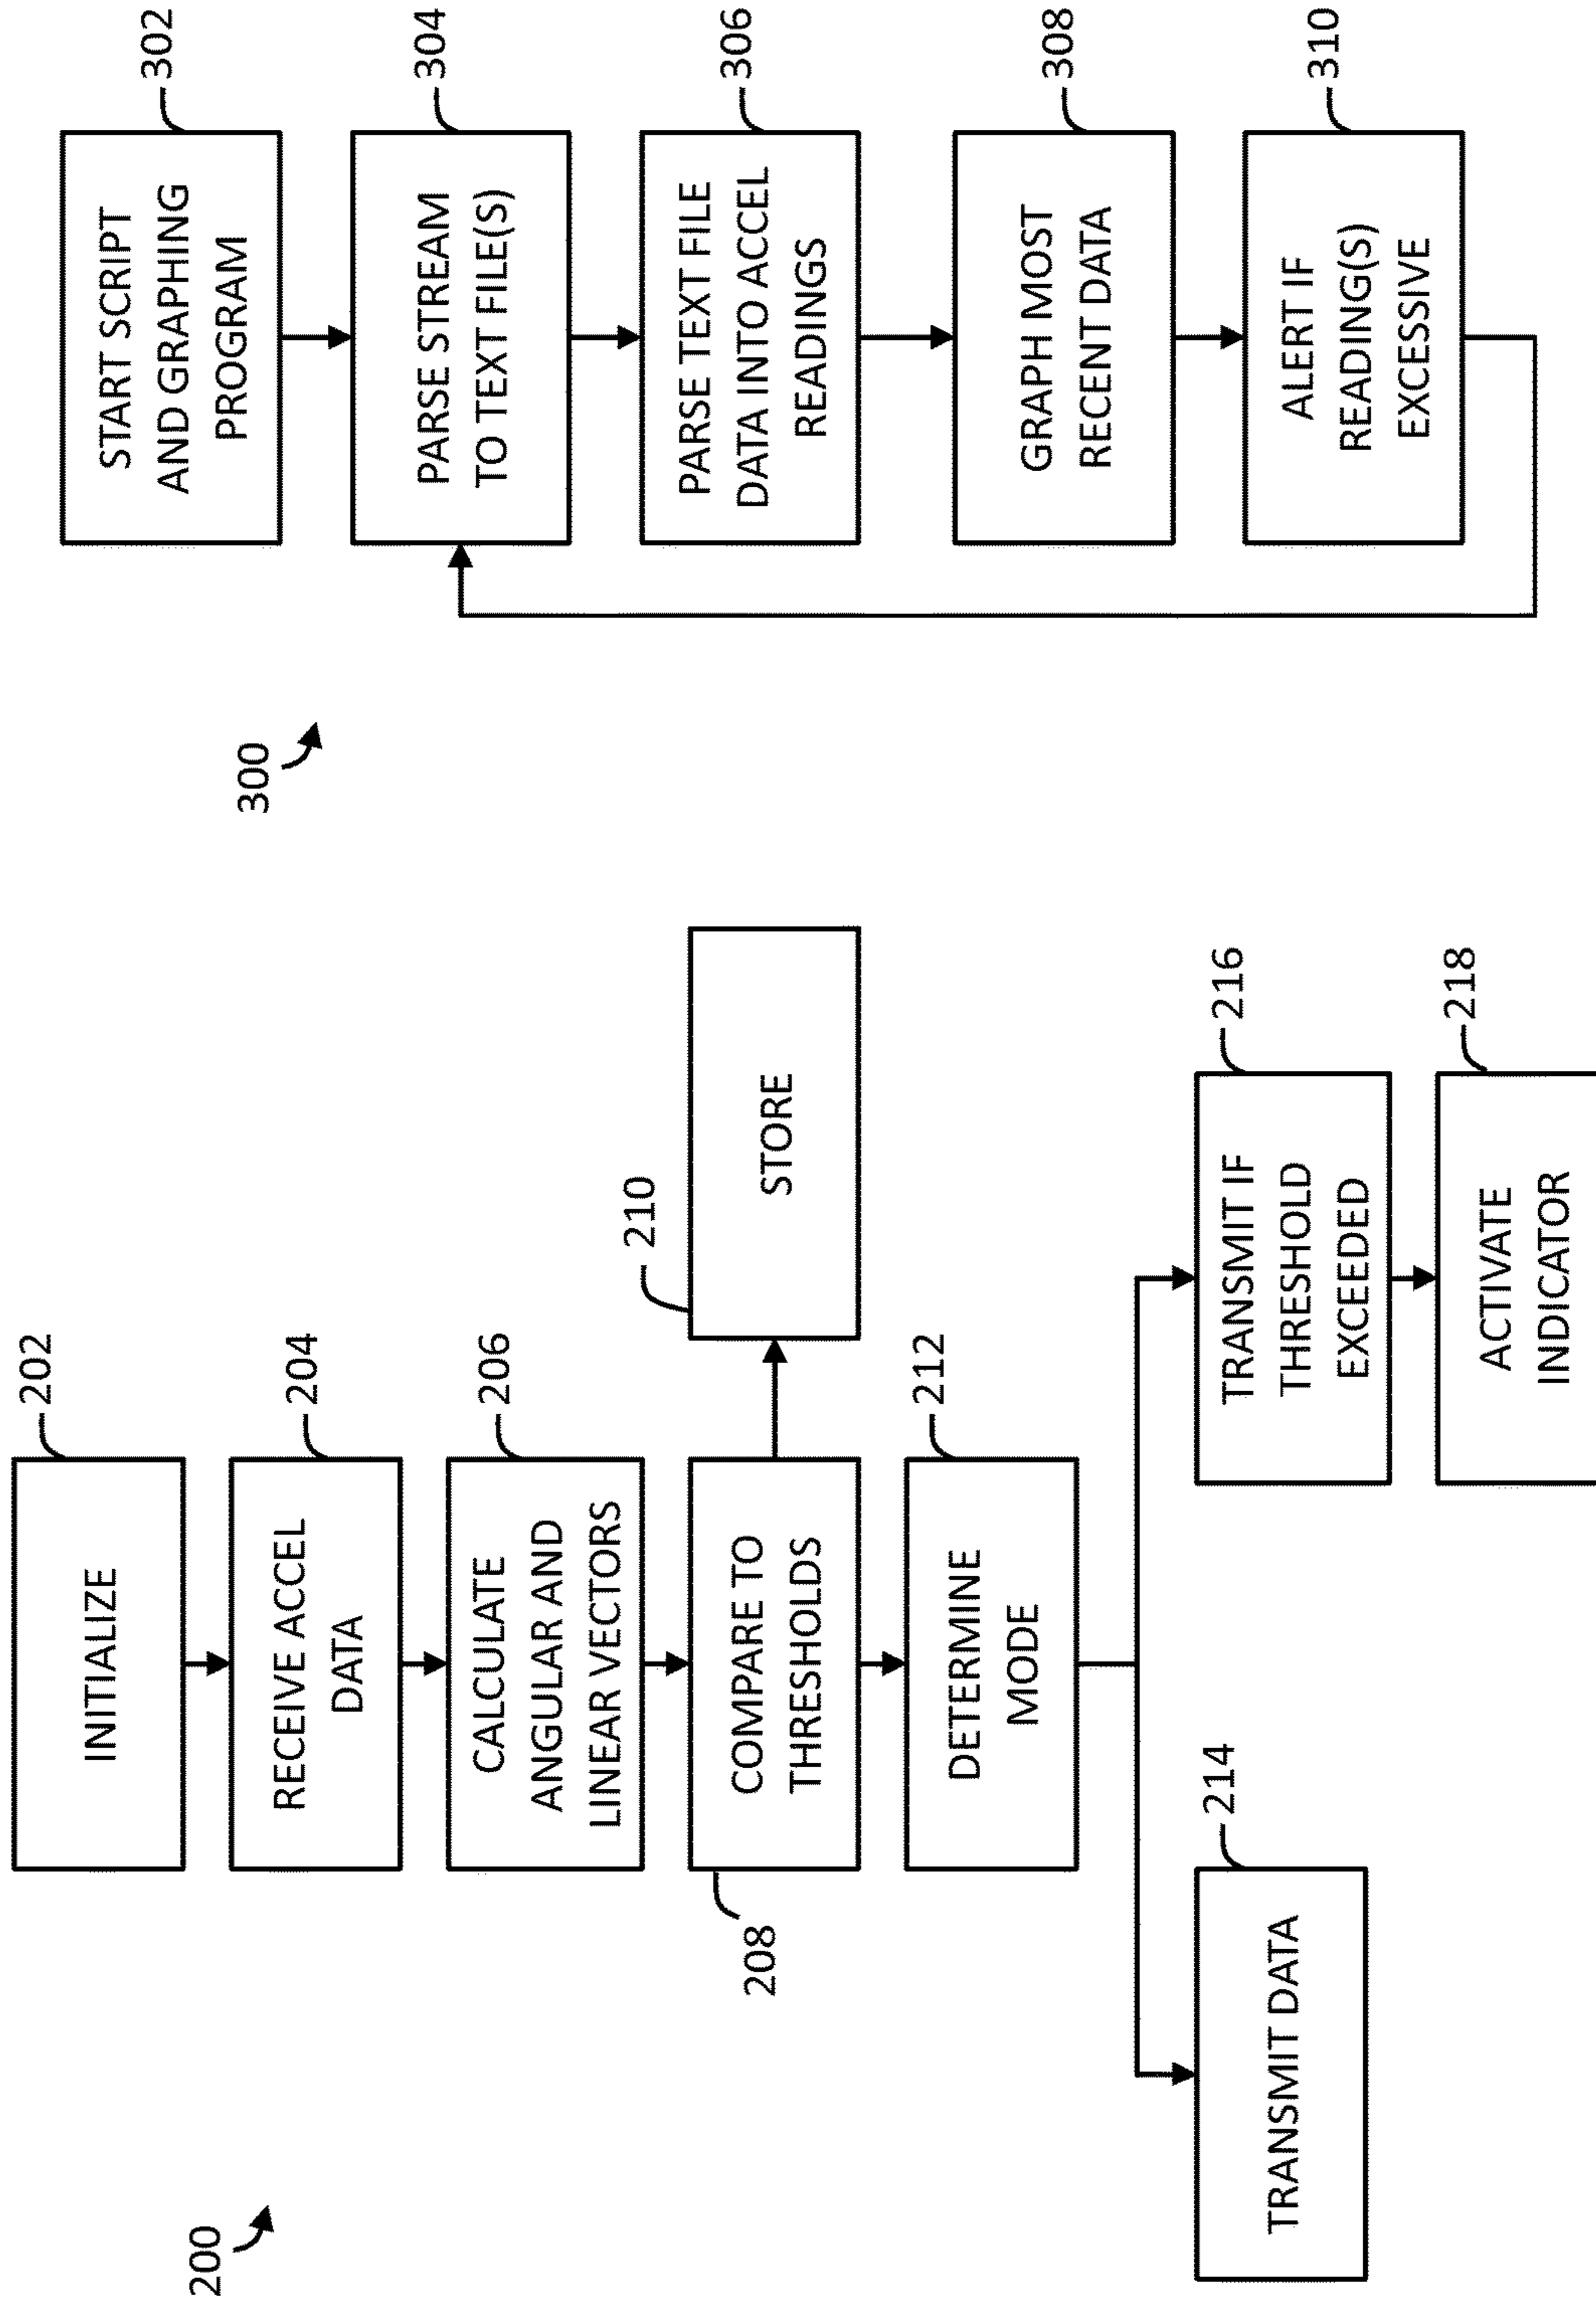 200
INITIALIZE
202
RECEIVE ACCEL
DATA
204
CALCULATE
ANGULAR AND
LINEAR VECTORS
206
COMPARE TO
THRESHOLDS
208
STORE
210
DETERMINE
MODE
212
TRANSMIT DATA
214
TRANSMIT IF
THRESHOLD
EXCEEDED
216
ACTIVATE
INDICATOR
218
300
START SCRIPT
AND GRAPHING
PROGRAM
302
PARSE STREAM
TO TEXT FILE(S)
304
PARSE TEXT FILE
DATA INTO ACCEL
READINGS
306
GRAPH MOST
RECENT DATA
308
ALERT IF
READING(S)
EXCESSIVE
310